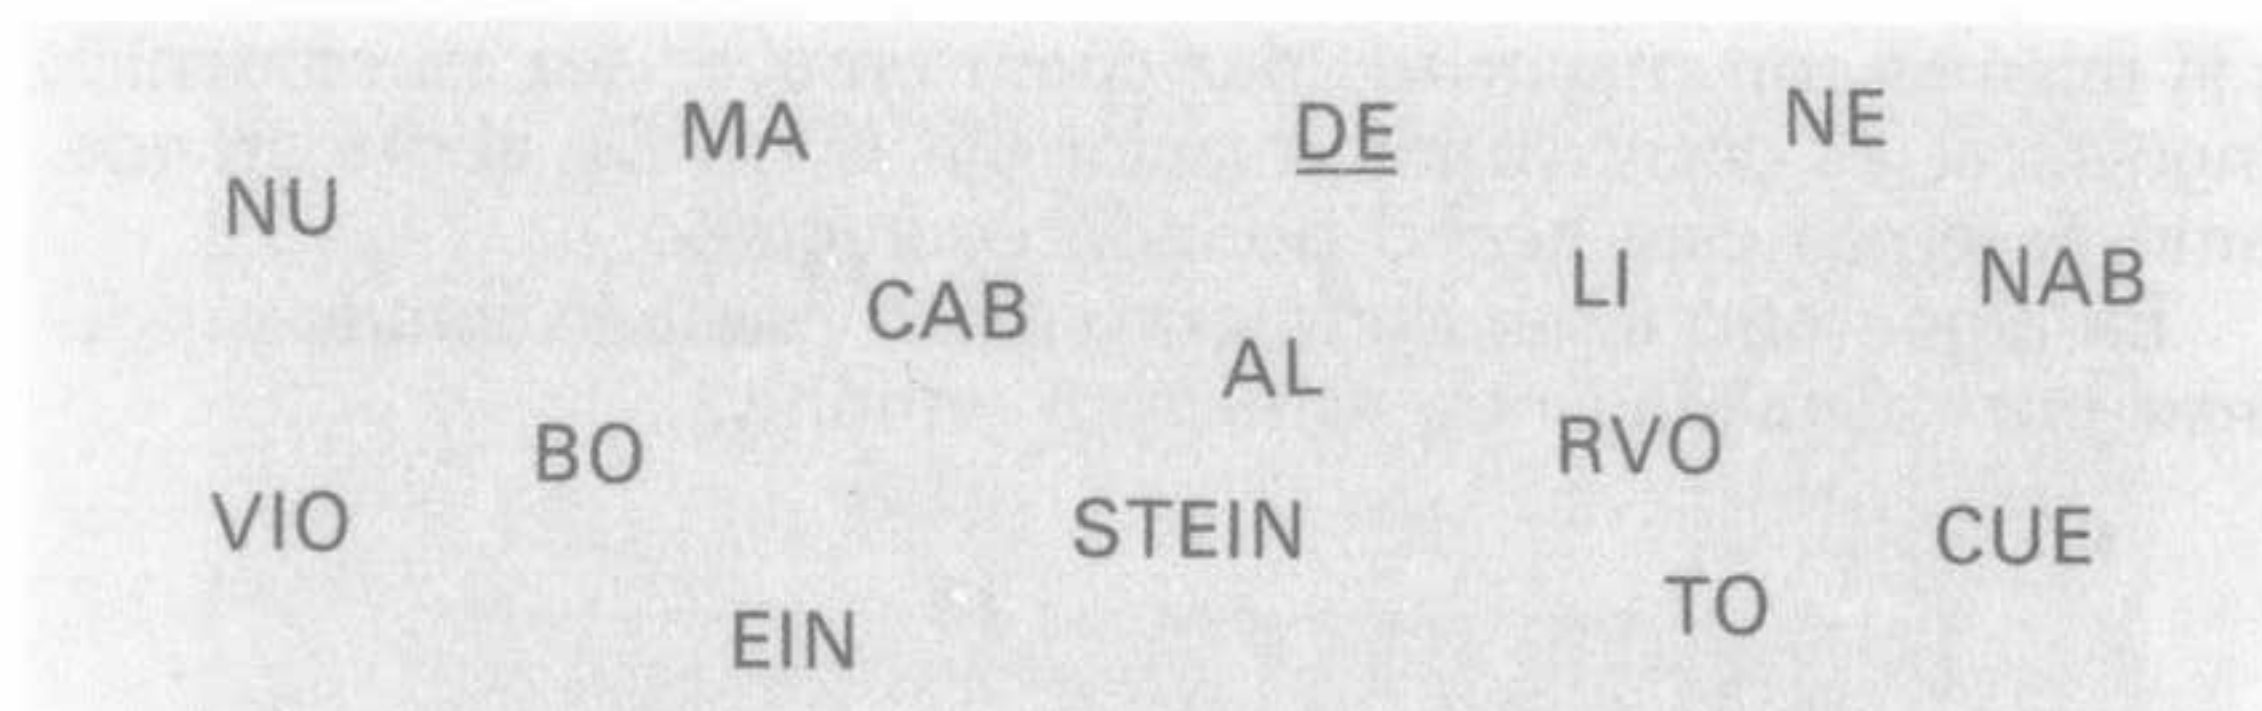 MA DE NE
NU
LI NAB
CAB
AL
BO RVO
VIO STEIN CUE
TO
EIN